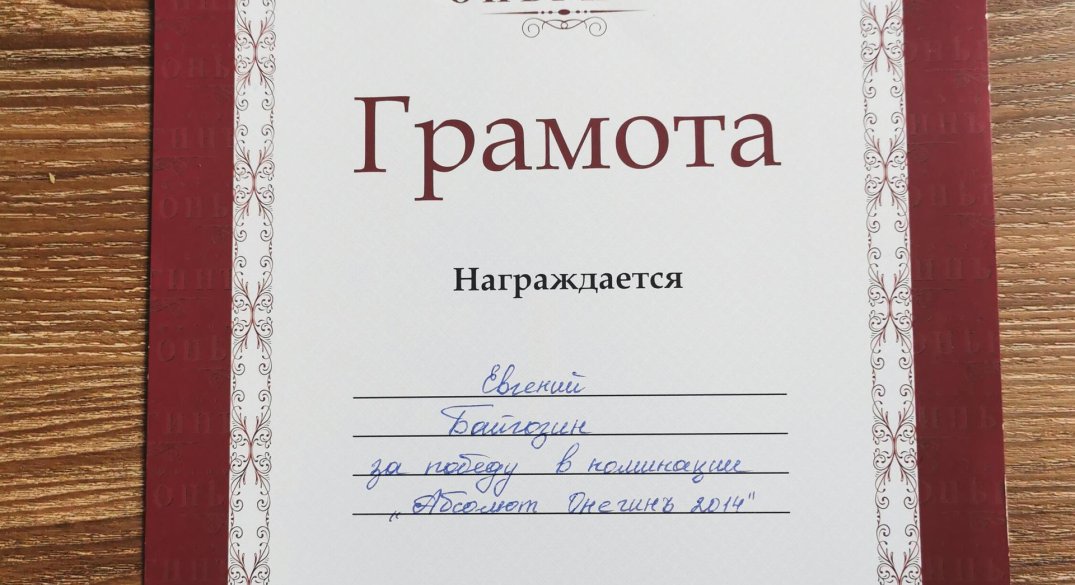 Грамота
Награждается
Евгений
Байгозин
за победу в номинации
„Абсолют Онегинъ 2014"